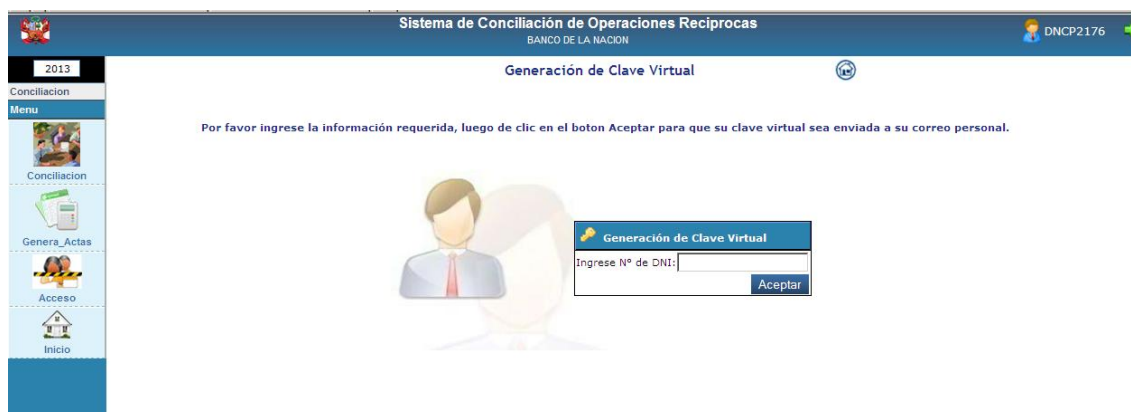 Sistema de Conciliación de Operaciones Reciprocas
BANCO DE LA NACION
DNCP2176
2013
Generación de Clave Virtual
Conciliacion
Menu
Por favor ingrese la información requerida, luego de clic en el boton Aceptar para que su clave virtual sea enviada a su correo personal.
Conciliacion
Genera_Actas
Acceso
Inicio
Generación de Clave Virtual
Ingrese Nº de DNI:
Aceptar